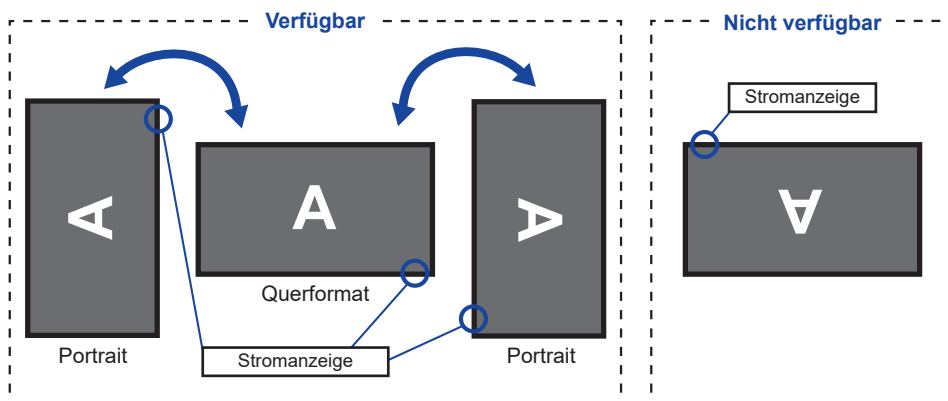 Verfügbar
Nicht verfügbar
Stromanzeige
A
A
A
A
Querformat
Portrait
Stromanzeige
Portrait